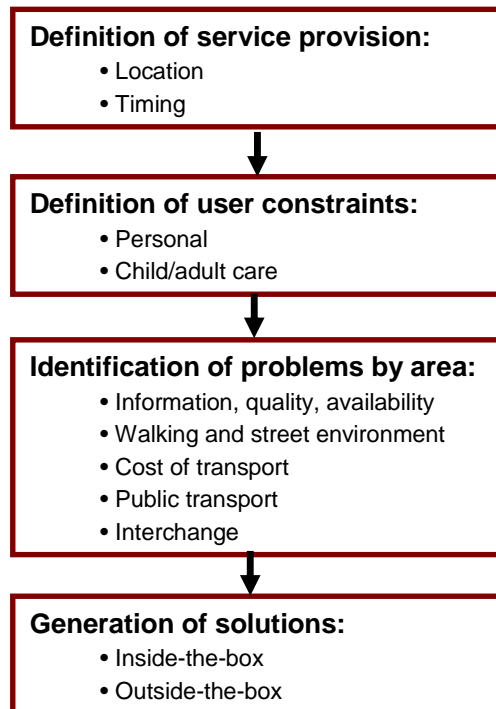 Definition of service provision:
• Location
• Timing
Definition of user constraints:
• Personal
• Child/adult care
Identification of problems by area:
• Information, quality, availability
• Walking and street environment
• Cost of transport
• Public transport
• Interchange
Generation of solutions:
• Inside-the-box
• Outside-the-box